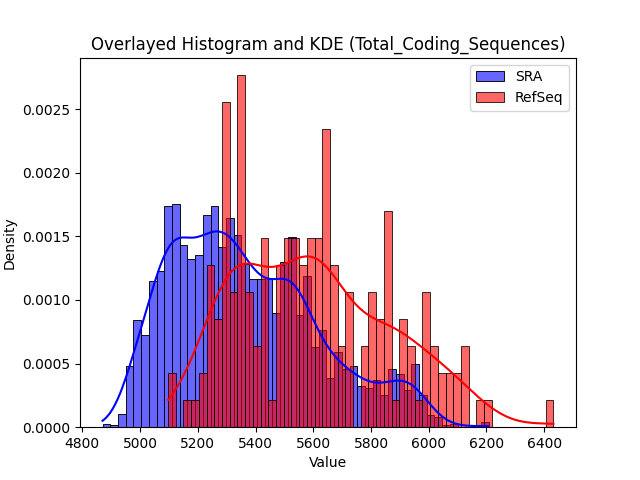 Overlayed Histogram and KDE (Total_Coding_Sequences)
SRA
RefSeq
0.0025
0.0020
0.0015
0.0010
0.0005
0.0000
Density
4800 5000 5200 5400 5600 5800 6000 6200 6400
Value